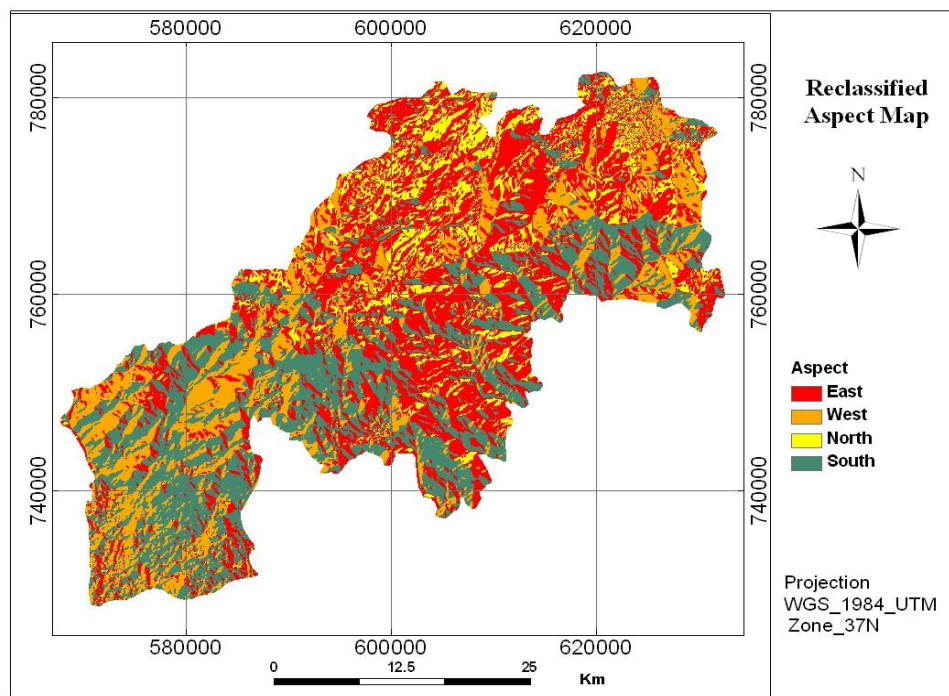 580000 600000 620000
780000 780000
760000 760000
740000 740000
580000 600000 620000
0 12.5 25
Km
Reclassified
Aspect Map
N
Aspect
East
West
North
South
Projection
WGS_1984_UTM
Zone_37N